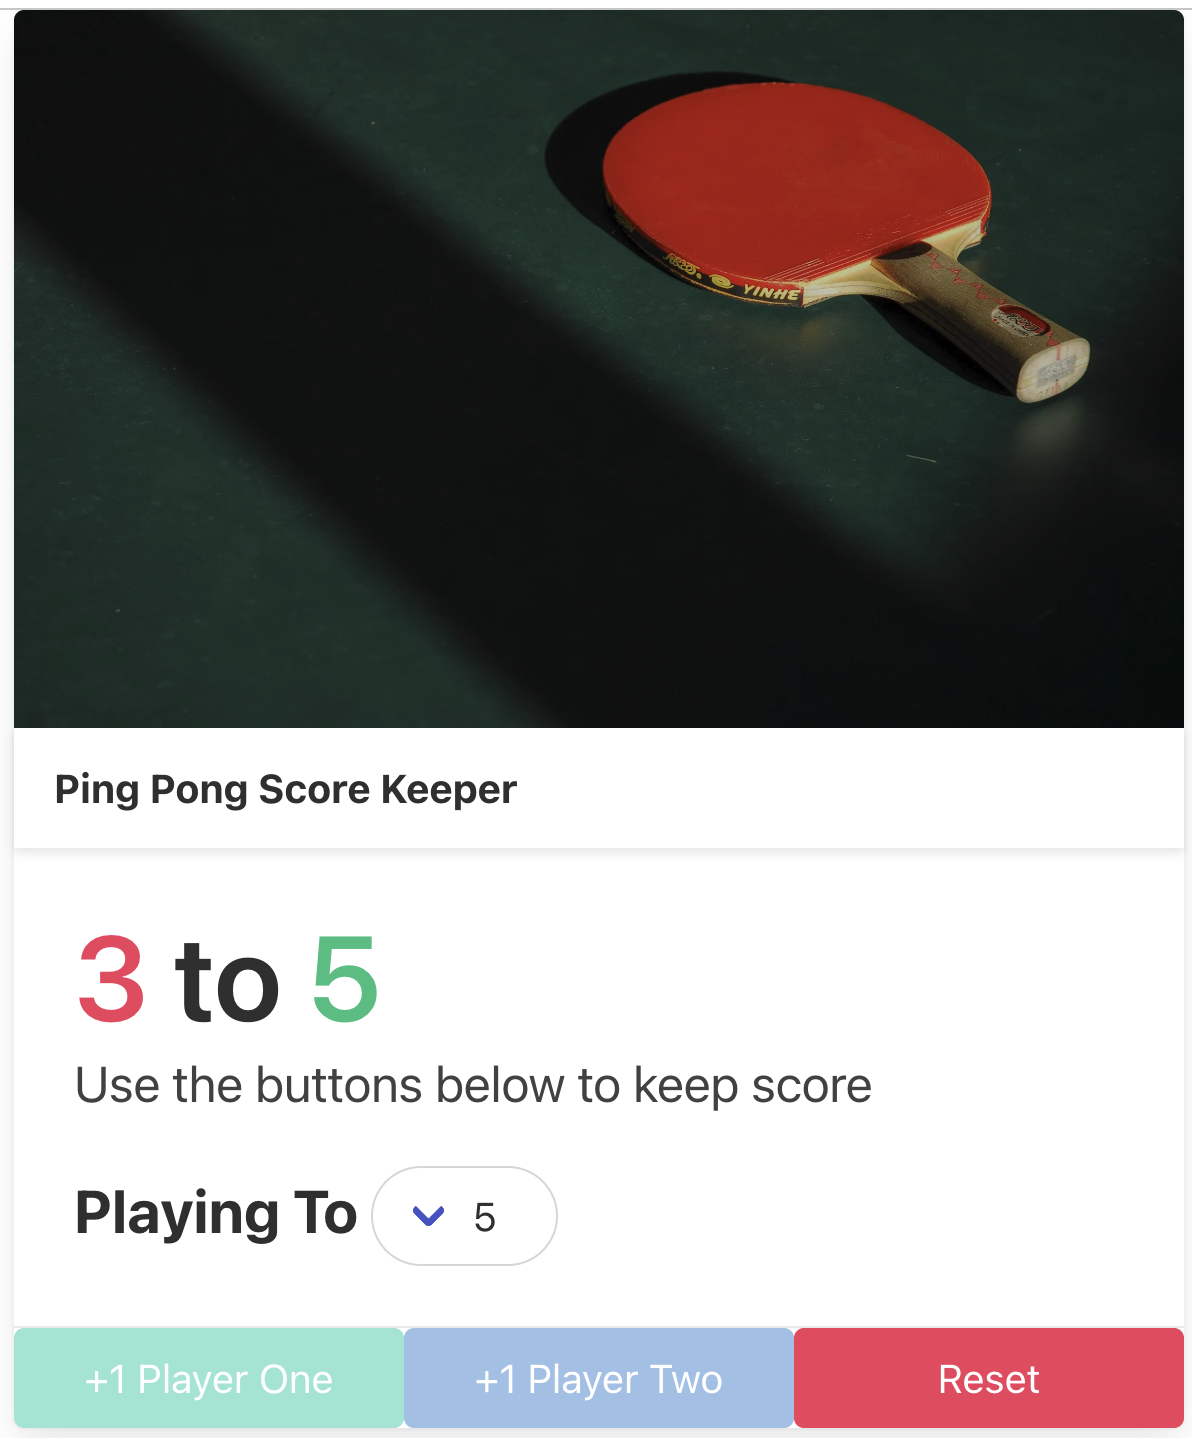 YINHE
Ping Pong Score Keeper
3 to 5
Use the buttons below to keep score
Playing To 5
+1 Player One
+1 Player Two
Reset